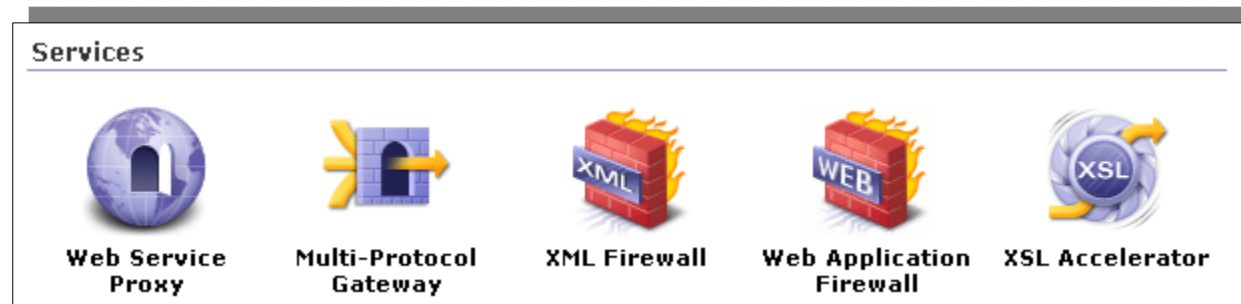 Services
XML
WEB
XSL
Web Service
Proxy
Multi-Protocol
Gateway
XML Firewall
Web Application
Firewall
XSL Accelerator